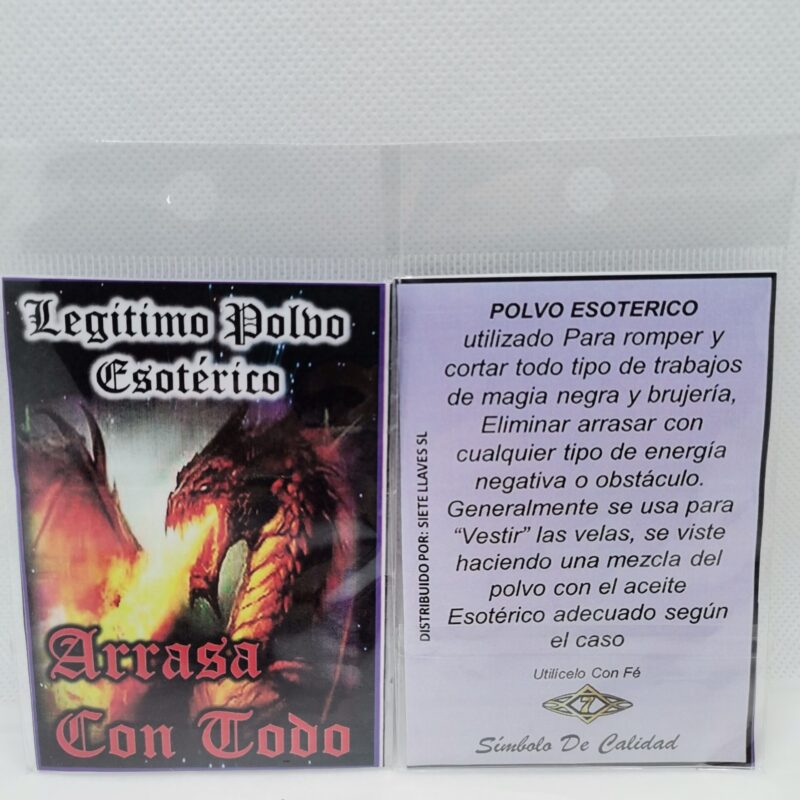 Legítimo Polvo
Esotérico
Arrasa
Con Todo
DISTRIBUIDO POR: SIETE LLAVES SL
POLVO ESOTERICO
utilizado Para romper y
cortar todo tipo de trabajos
de magia negra y brujería,
Eliminar arrasar con
cualquier tipo de energía
negativa o obstáculo.
Generalmente se usa para
“Vestir” las velas, se viste
haciendo una mezcla del
polvo con el aceite
Esotérico adecuado según
el caso
Utilicelo Con Fé
7
Símbolo De Calidad